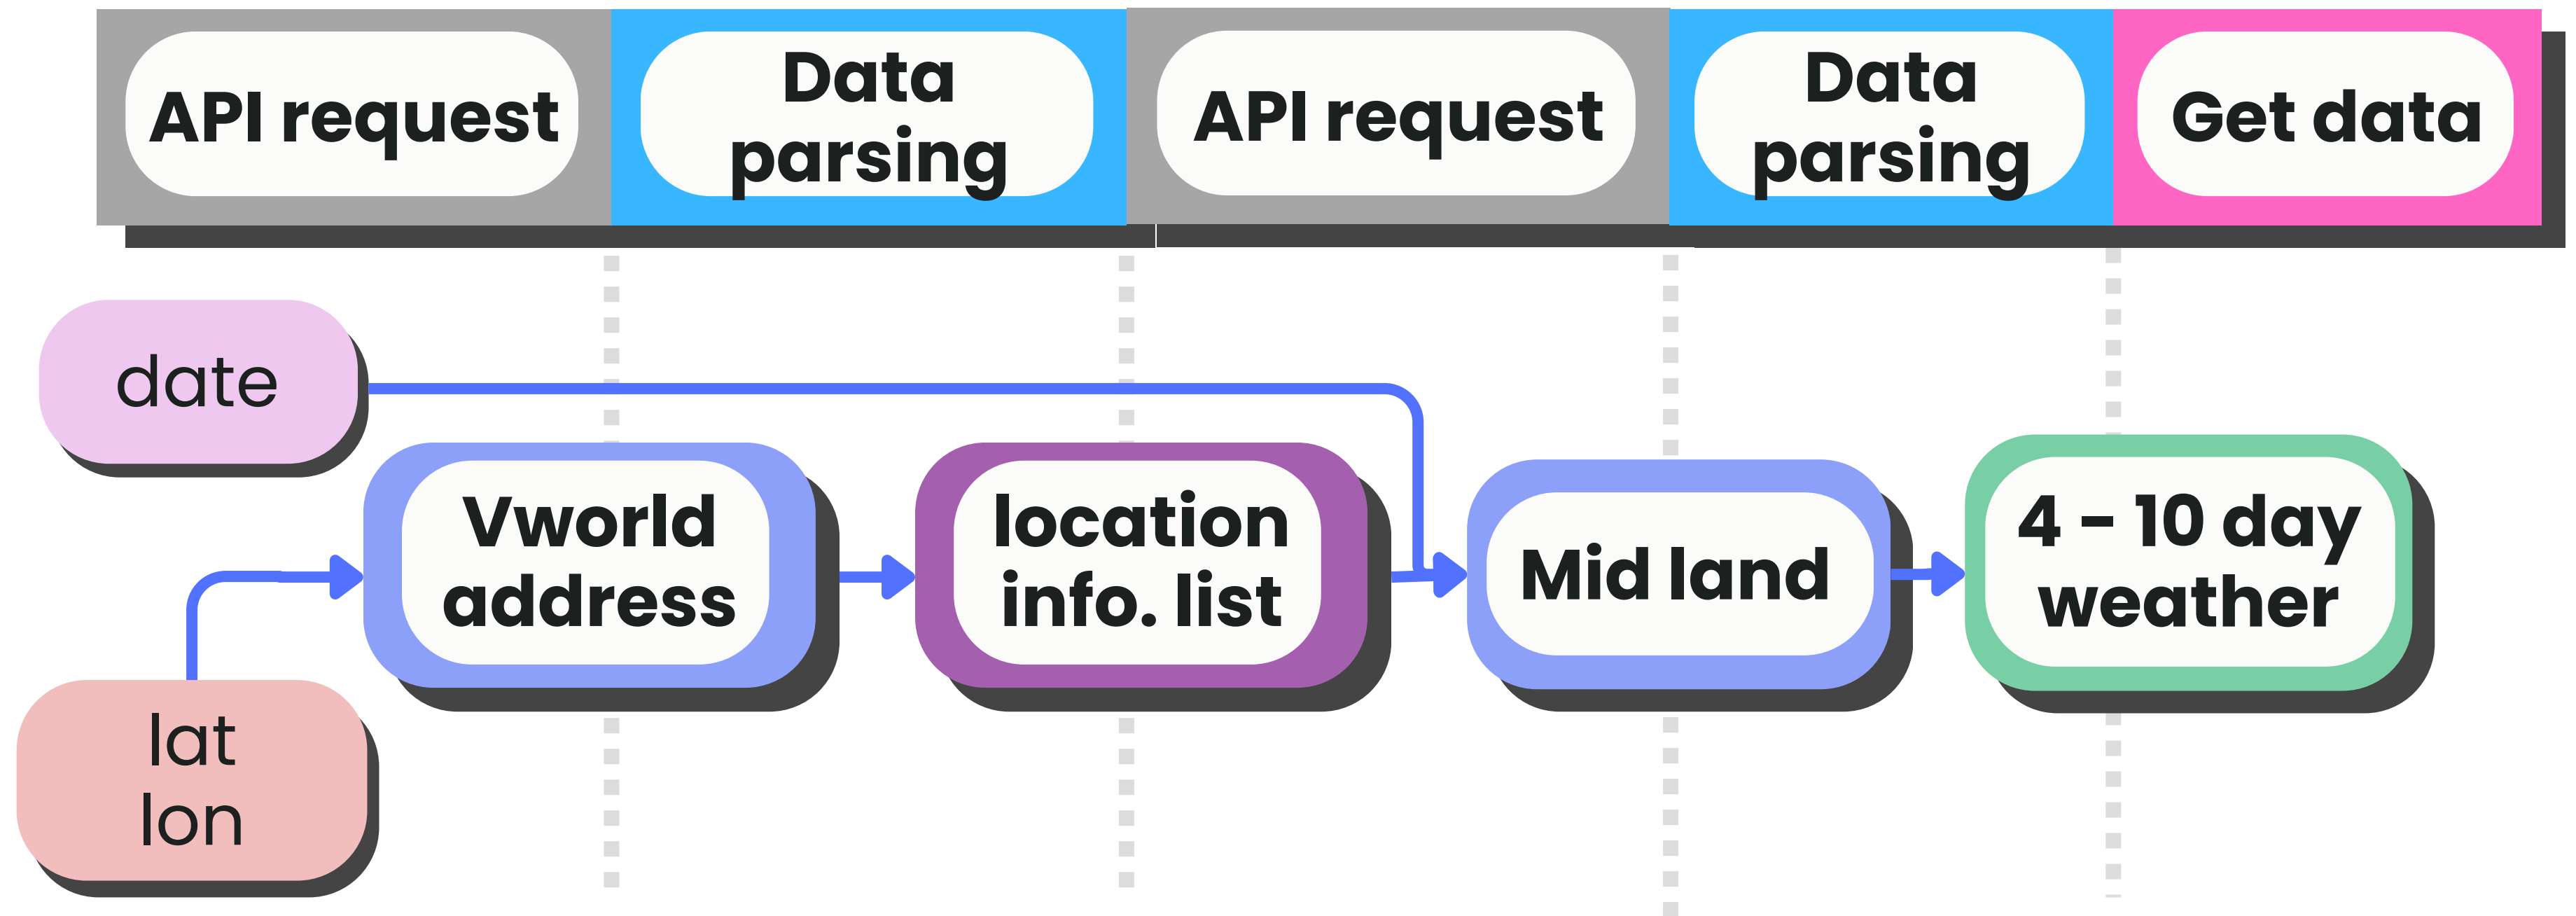 API request
Data
parsing
API request
Data
parsing
Get data
date
Vworld
address
location
info. list
Mid land
4 - 10 day
weather
lat
lon